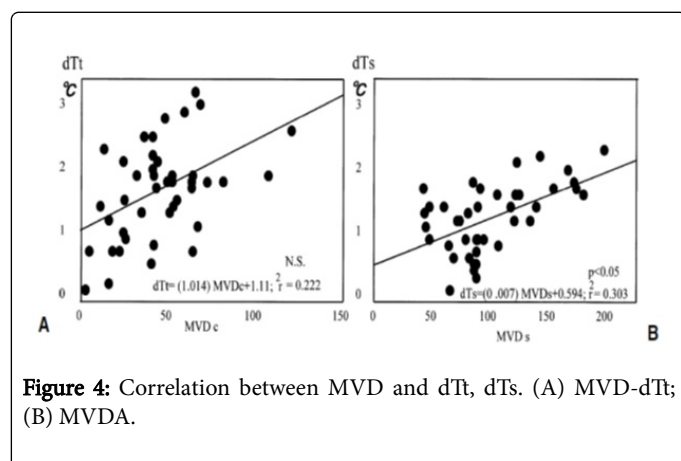 dTt
℃
3
2
1
0
0
50
100
150
MVD c
N.S.
dTt= (1.014) MVDc+1.11; r² = 0.222
A
dTs
℃
3
2
1
0
0
50
100
150
200
MVD s
p<0.05
dTs=(0 .007) MVDs+0.594; r² = 0.303
B
Figure 4: Correlation between MVD and dTt, dTs. (A) MVD-dTt;
(B) MVDA.